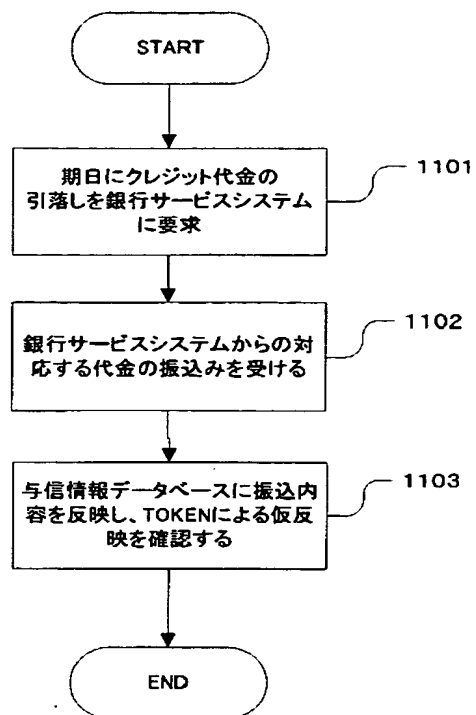 START
期日にクレジット代金の
引落しを銀行サービスシステム
に要求
1101
銀行サービスシステムからの対
応する代金の振込みを受ける
1102
与信情報データベースに振込内
容を反映し、TOKENによる仮反
映を確認する
1103
END